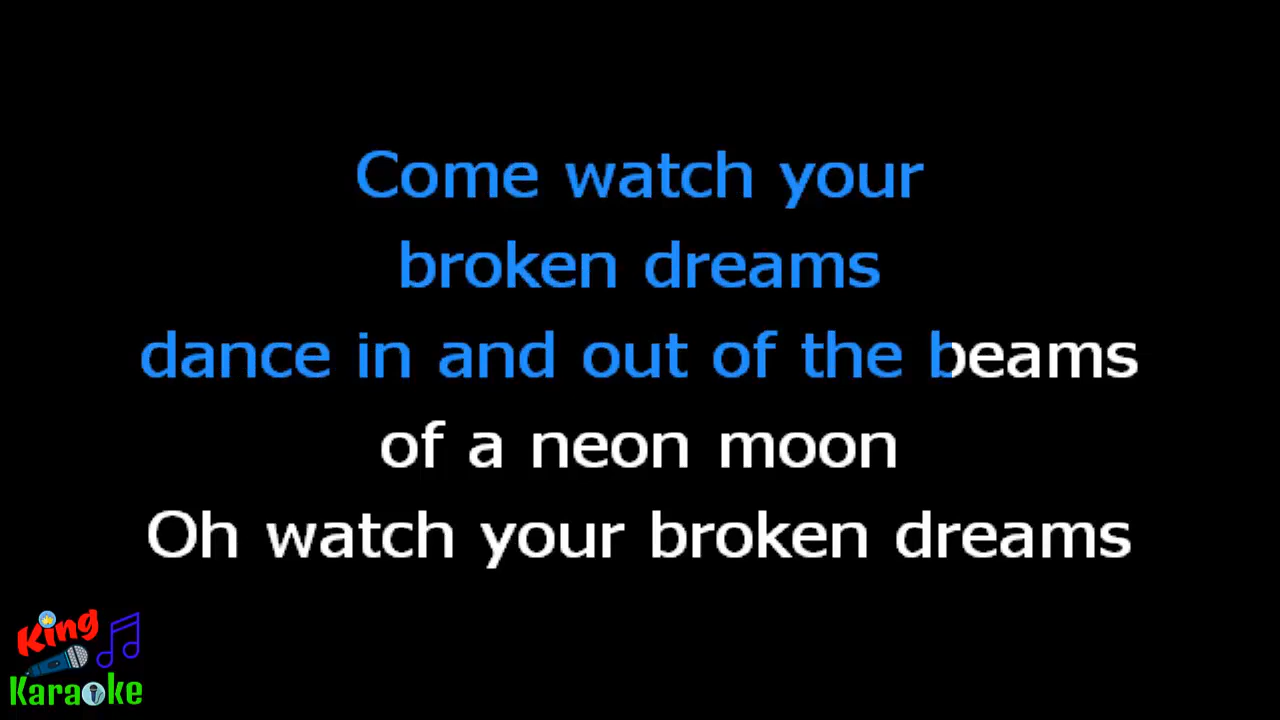 Come watch your
broken dreams
dance in and out of the beams
of a neon moon
Oh watch your broken dreams
King
Karaoke